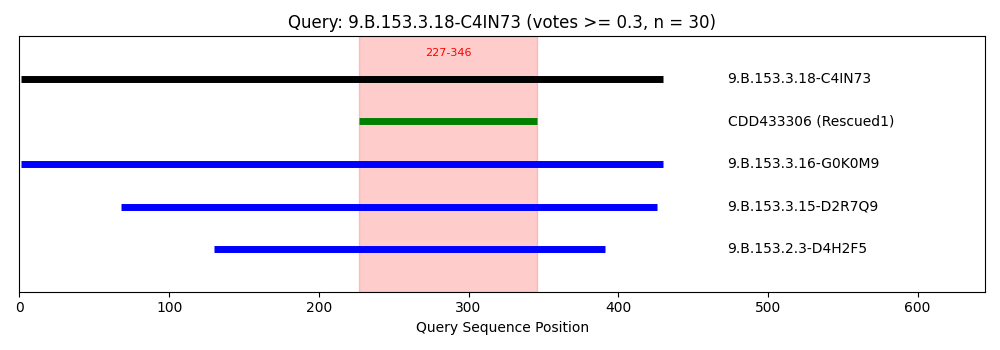 Query: 9.B.153.3.18-C4IN73 (votes >= 0.3, n = 30)
227-346
9.B.153.3.18-C4IN73
CDD433306 (Rescued1)
9.B.153.3.16-G0K0M9
9.B.153.3.15-D2R7Q9
9.B.153.2.3-D4H2F5
0 100 200 300 400 500 600
Query Sequence Position